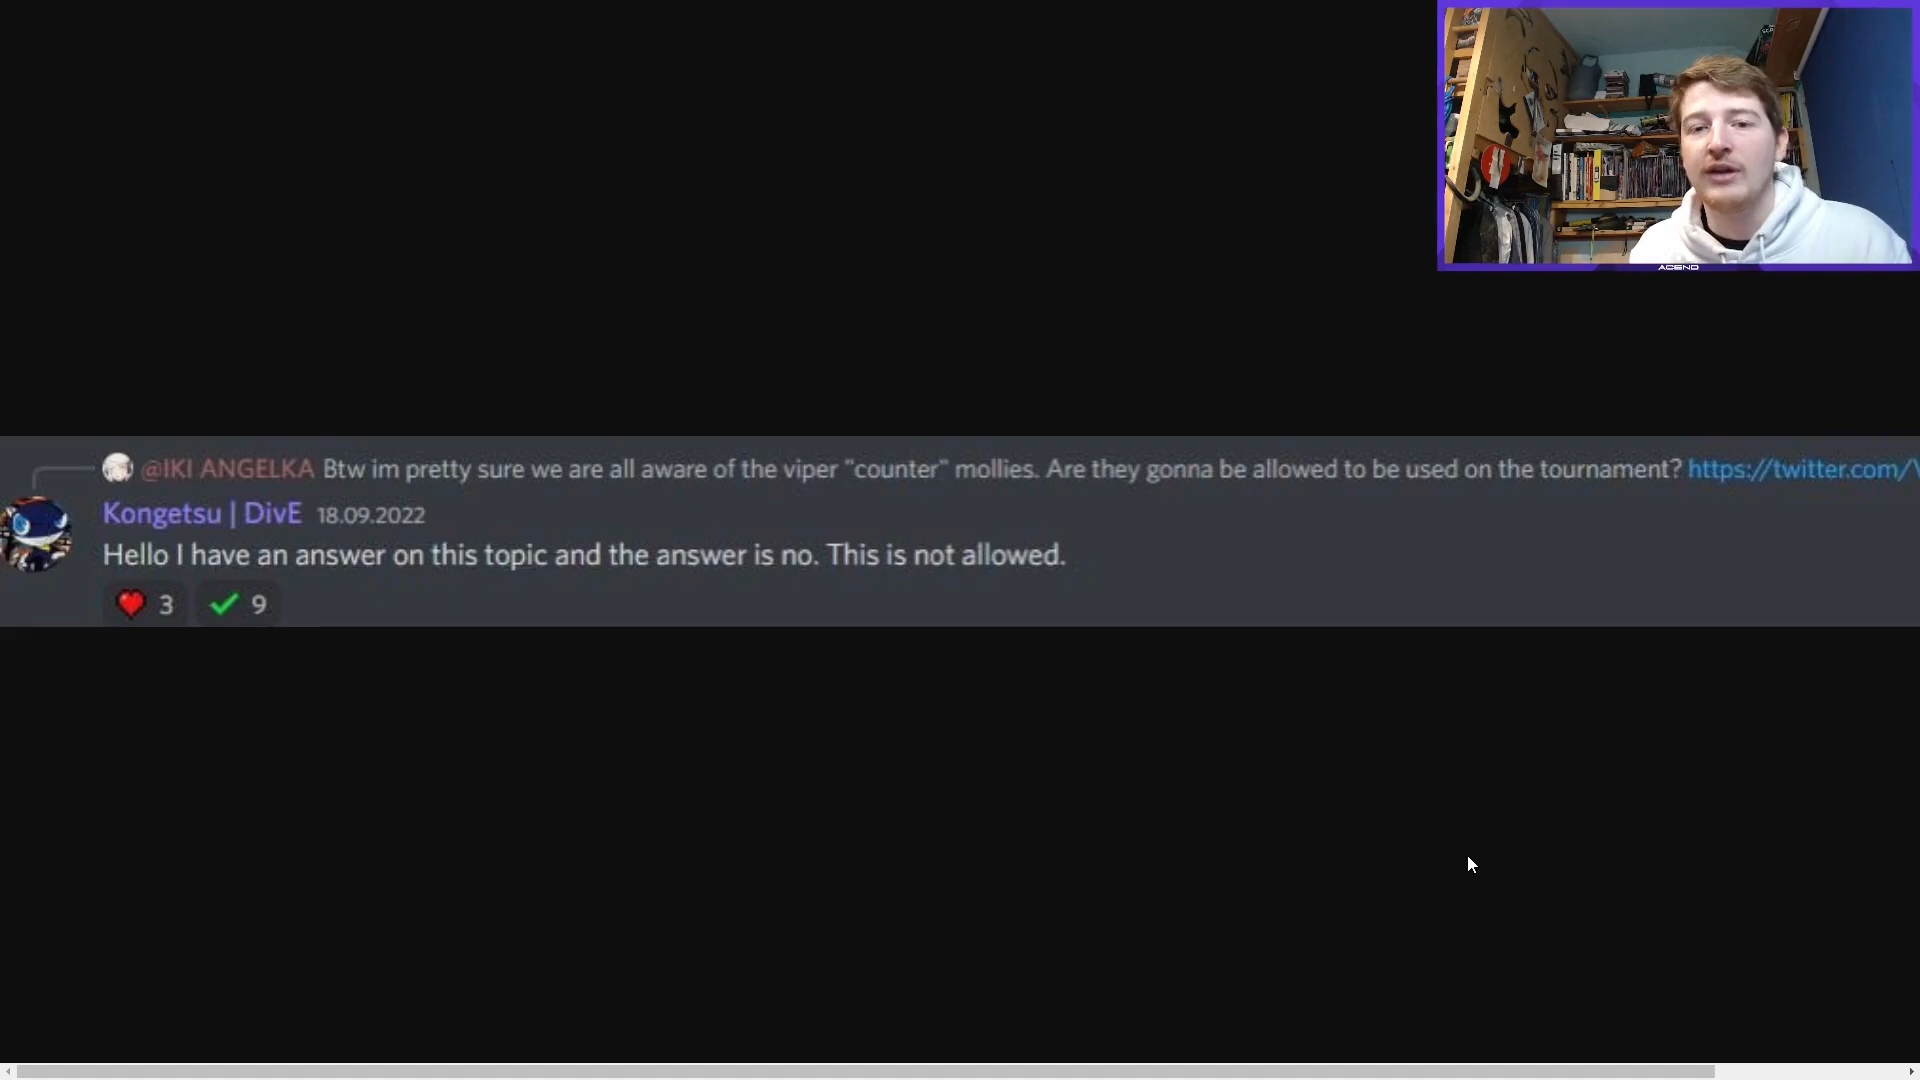 @IKI ANGELKA Btw im pretty sure we are all aware of the viper "counter" mollies. Are they gonna be allowed to be used on the tournament? https://twitter.com/
Kongetsu | DivE 18.09.2022
Hello I have an answer on this topic and the answer is no. This is not allowed.
3 9
ACEND